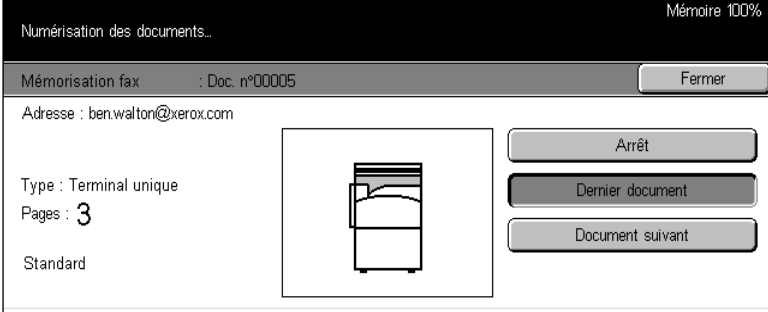 Mémoire 100%
Numérisation des documents...
Mémorisation fax : Doc. nº00005
Fermer
Adresse : ben.walton@xerox.com
Arrêt
Type : Terminal unique
Dernier document
Pages : 3
Document suivant
Standard